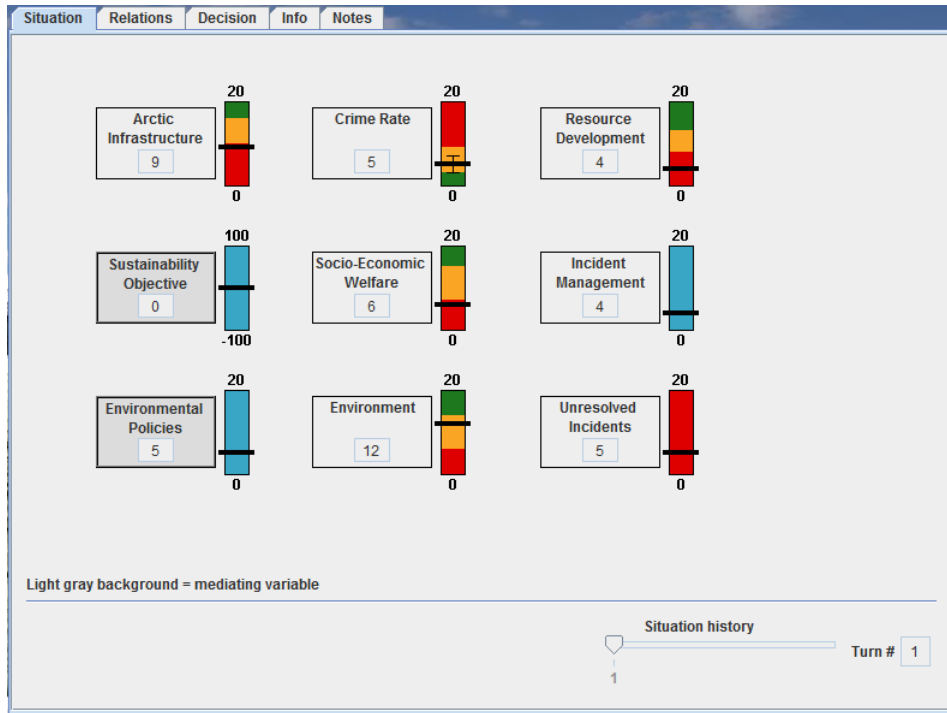 Situation Relations Decision Info Notes
20 20 20
Arctic Infrastructure 9
Crime Rate 5
Resource Development 4
0 0 0
100 20 20
Sustainability Objective 0
Socio-Economic Welfare 6
Incident Management 4
-100 0 0
20 20 20
Environmental Policies 5
Environment 12
Unresolved Incidents 5
0 0 0
Light gray background = mediating variable
Situation history
Turn # 1
1